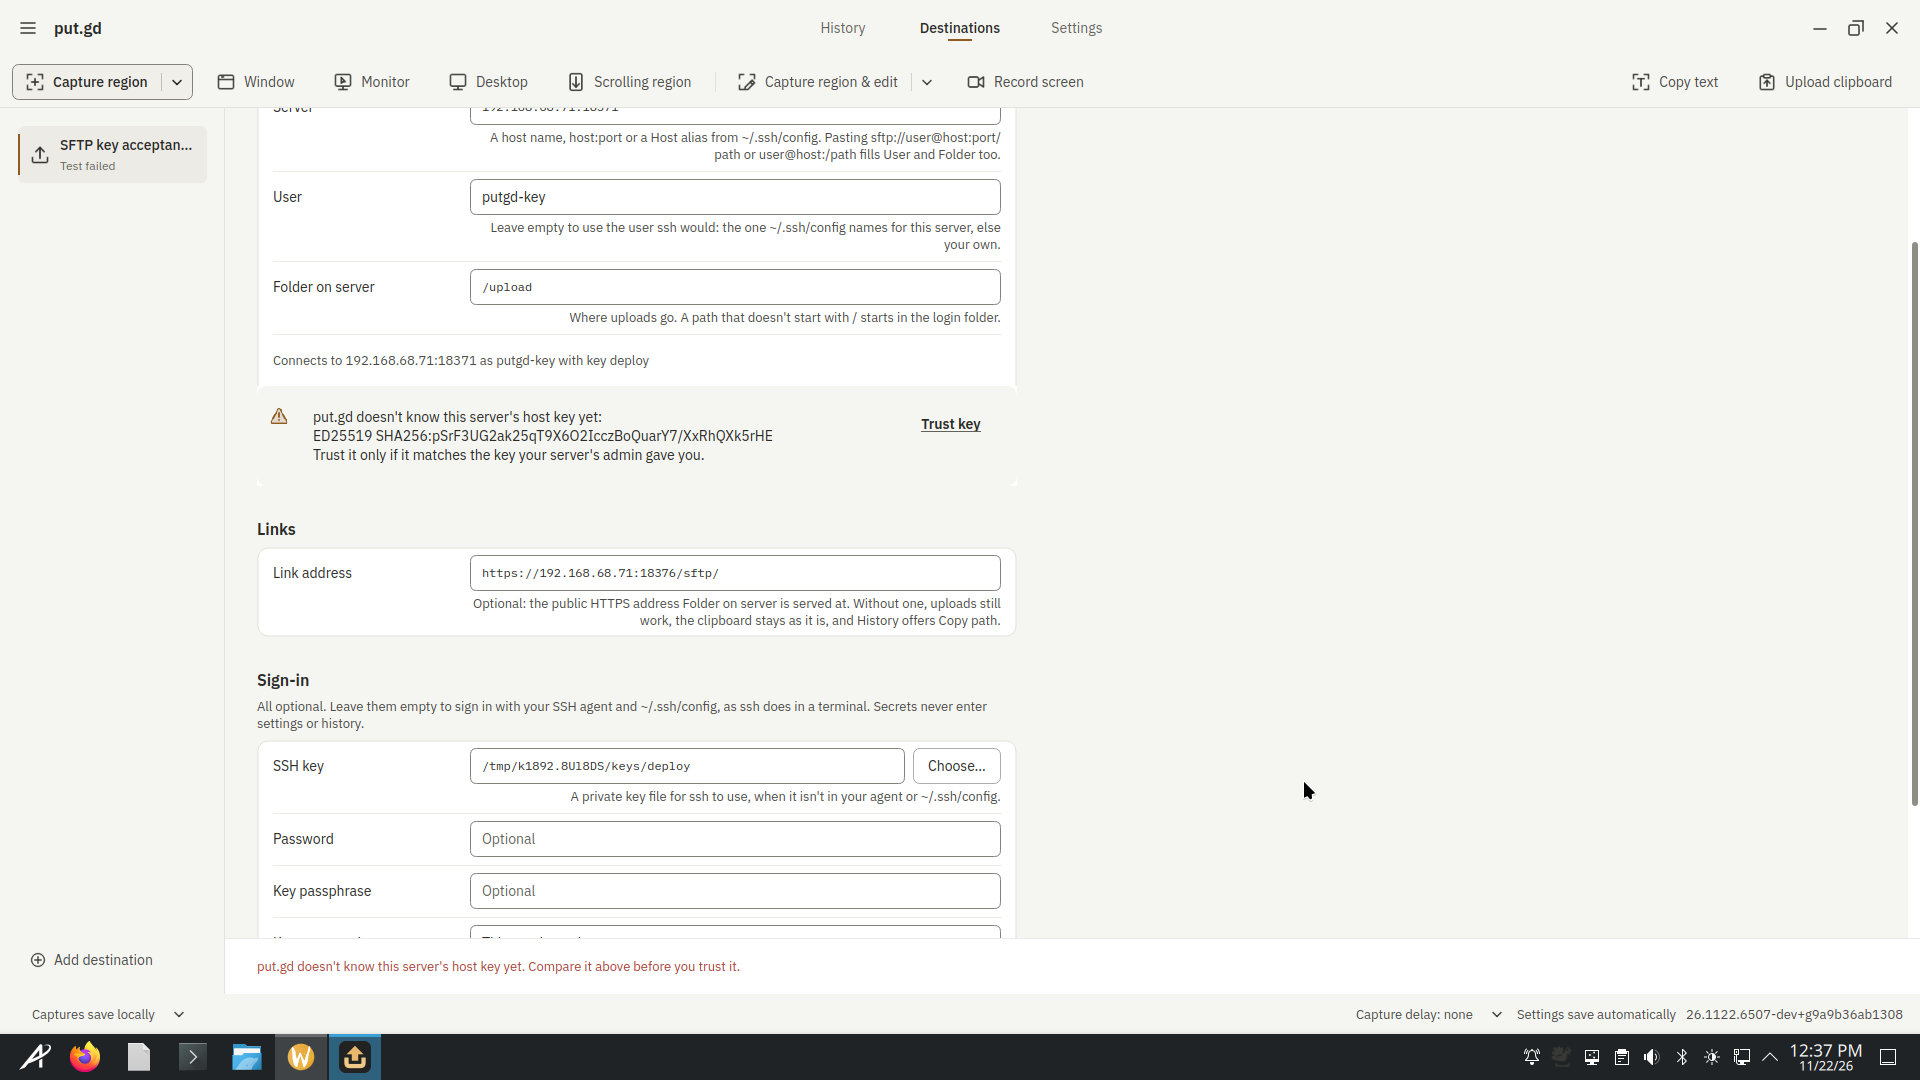 put.gd
History
Destinations
Settings
Capture region
Window
Monitor
Desktop
Scrolling region
Capture region & edit
Record screen
Copy text
Upload clipboard
SFTP key acceptan...
Test failed
Server
192.168.68.71:18371
A host name, host:port or a Host alias from ~/.ssh/config. Pasting sftp://user@host:port/
path or user@host:/path fills User and Folder too.
User
putgd-key
Leave empty to use the user ssh would: the one ~/.ssh/config names for this server, else
your own.
Folder on server
/upload
Where uploads go. A path that doesn't start with / starts in the login folder.
Connects to 192.168.68.71:18371 as putgd-key with key deploy
put.gd doesn't know this server's host key yet:
ED25519 SHA256:pSrF3UG2ak25qT9X6O2IcczBoQuarY7/XxRhQXk5rHE
Trust it only if it matches the key your server's admin gave you.
Trust key
Links
Link address
https://192.168.68.71:18376/sftp/
Optional: the public HTTPS address Folder on server is served at. Without one, uploads still
work, the clipboard stays as it is, and History offers Copy path.
Sign-in
All optional. Leave them empty to sign in with your SSH agent and ~/.ssh/config, as ssh does in a terminal. Secrets never enter
settings or history.
SSH key
/tmp/k1892.8Ul8DS/keys/deploy
Choose...
A private key file for ssh to use, when it isn't in your agent or ~/.ssh/config.
Password
Optional
Key passphrase
Optional
Add destination
put.gd doesn't know this server's host key yet. Compare it above before you trust it.
Captures save locally
Capture delay: none
Settings save automatically
26.1122.6507-dev+g9a9b36ab1308
12:37 PM
11/22/26